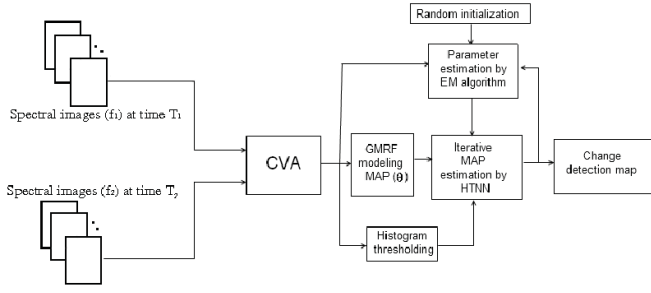 Random initialization
Parameter
estimation by
EM algorithm
Spectral images (f₁) at time T₁
CVA
GMRF
modeling
MAP (θ)
Iterative
MAP
estimation by
HTNN
Change
detection map
Spectral images (f₂) at time T₂
Histogram
thresholding